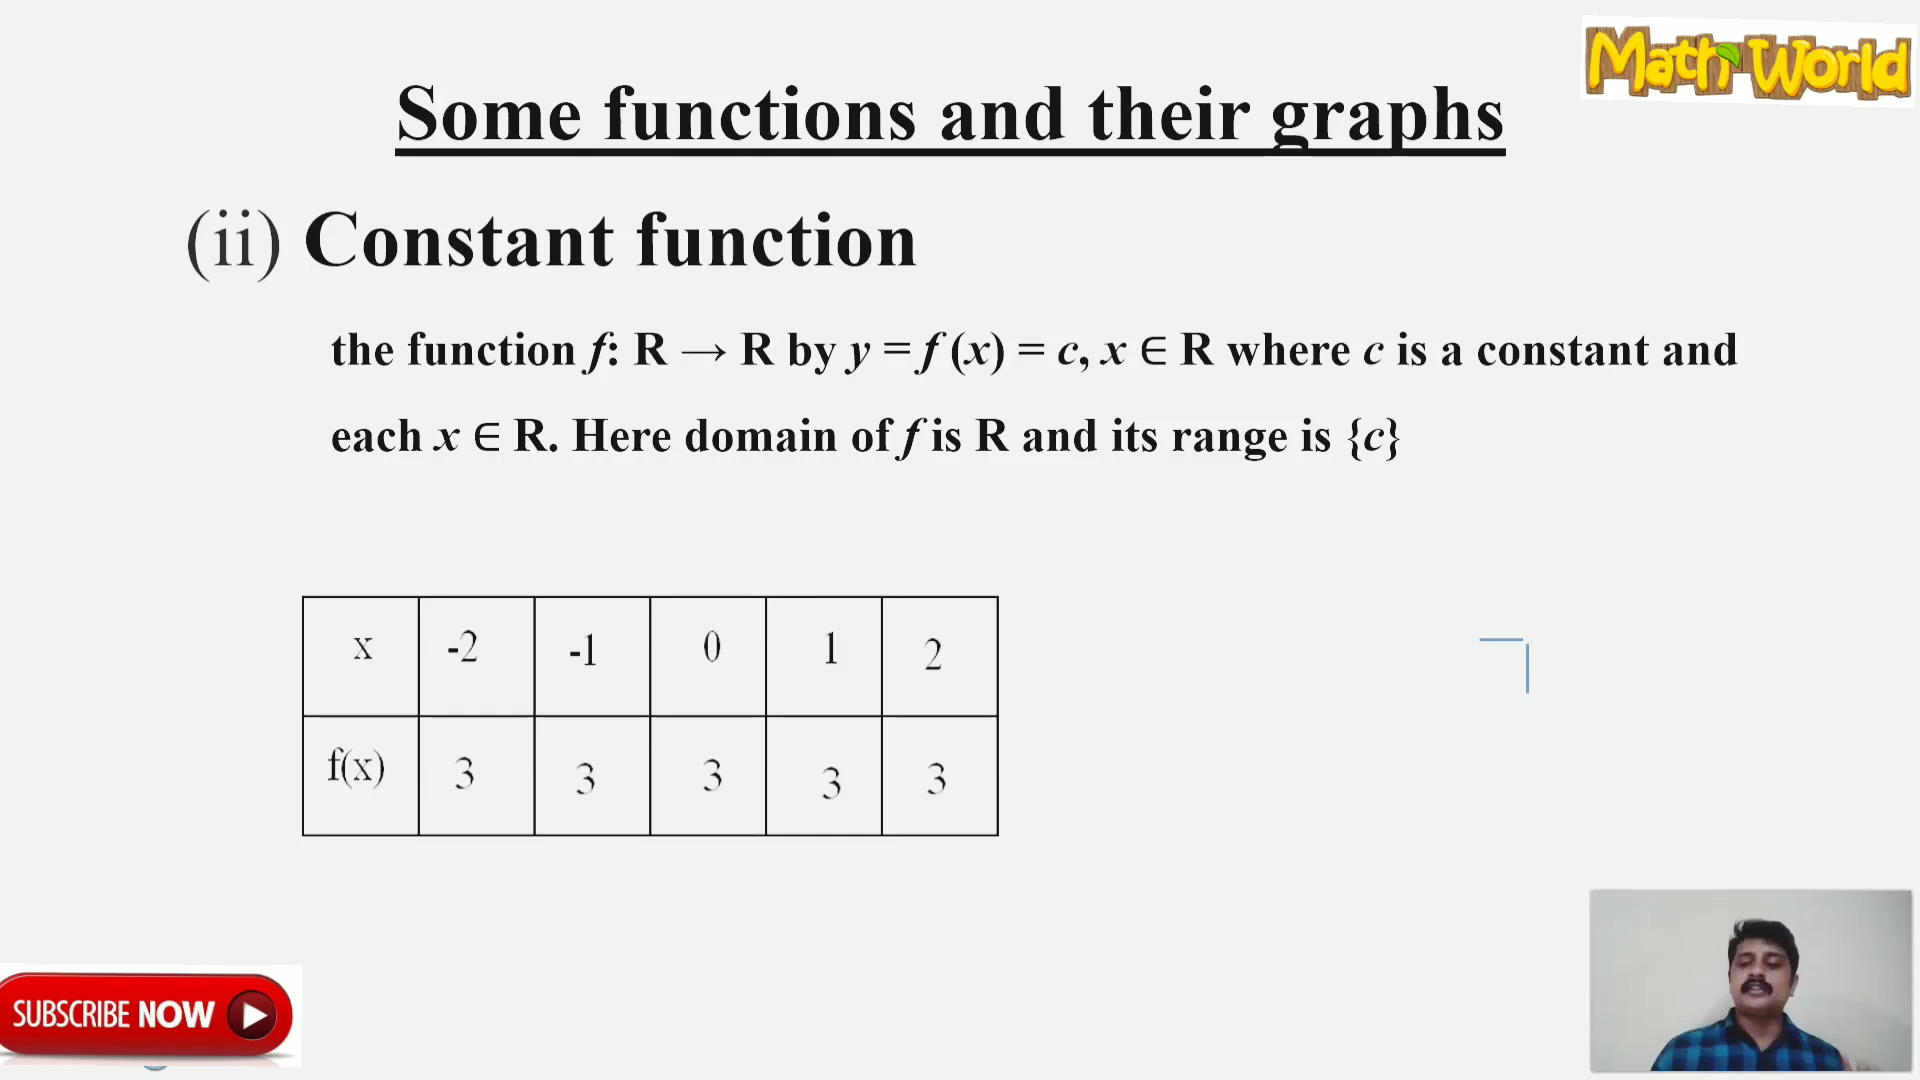 Math World
Some functions and their graphs
(ii) Constant function
the function f: R → R by y = f (x) = c, x ∈ R where c is a constant and
each x ∈ R. Here domain of f is R and its range is {c}
x -2 -1 0 1 2
f(x) 3 3 3 3 3
SUBSCRIBE NOW